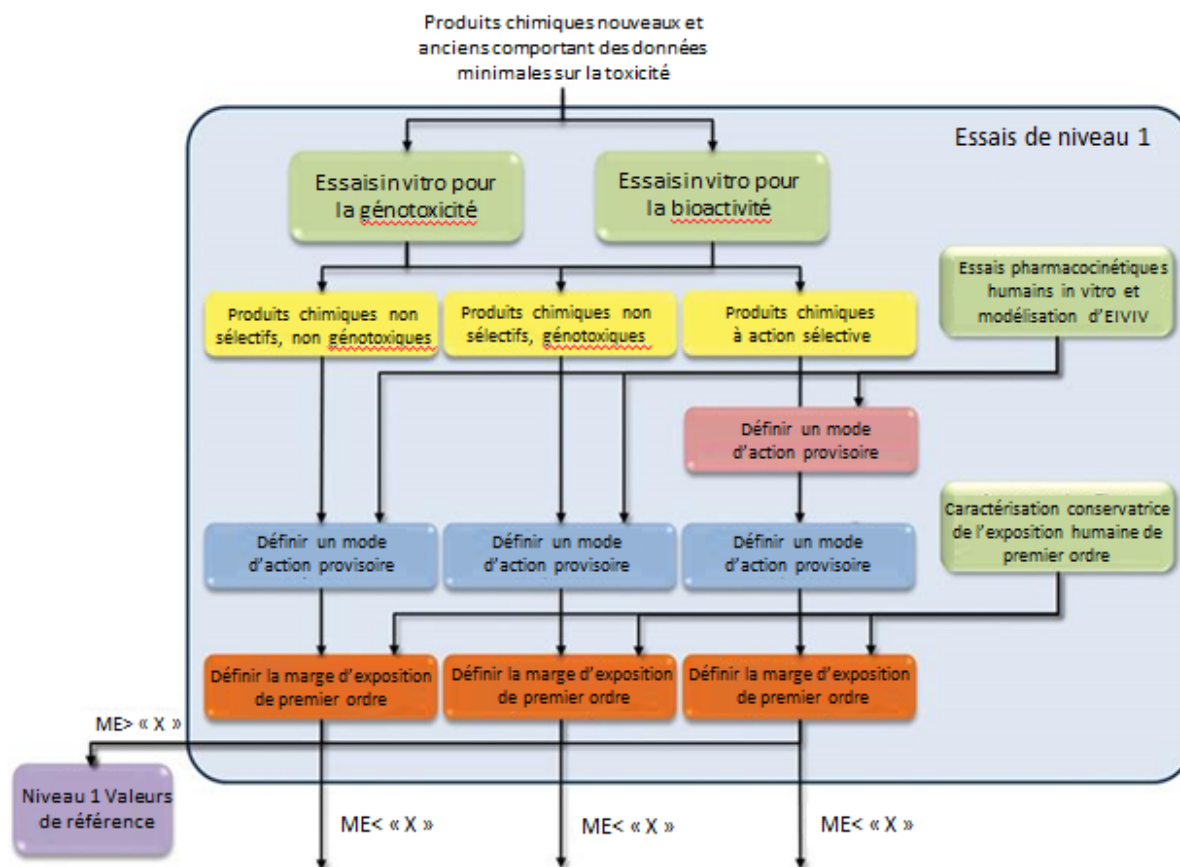 Produits chimiques nouveaux et
anciens comportant des données
minimales sur la toxicité
Essais de niveau 1
Essais in vitro pour
la génotoxicité
Essais in vitro pour
la bioactivité
Essais pharmacocinétiques
humains in vitro et
modélisation d'EIVIV
Produits chimiques non
sélectifs, non génotoxiques
Produits chimiques non
sélectifs, génotoxiques
Produits chimiques
à action sélective
Définir un mode
d'action provisoire
Caractérisation conservatrice
de l'exposition humaine de
premier ordre
Définir un mode
d'action provisoire
Définir un mode
d'action provisoire
Définir un mode
d'action provisoire
Définir la marge d'exposition
de premier ordre
Définir la marge d'exposition
de premier ordre
Définir la marge d'exposition
de premier ordre
ME> « X »
Niveau 1 Valeurs
de référence
ME< « X »
ME< « X »
ME< « X »